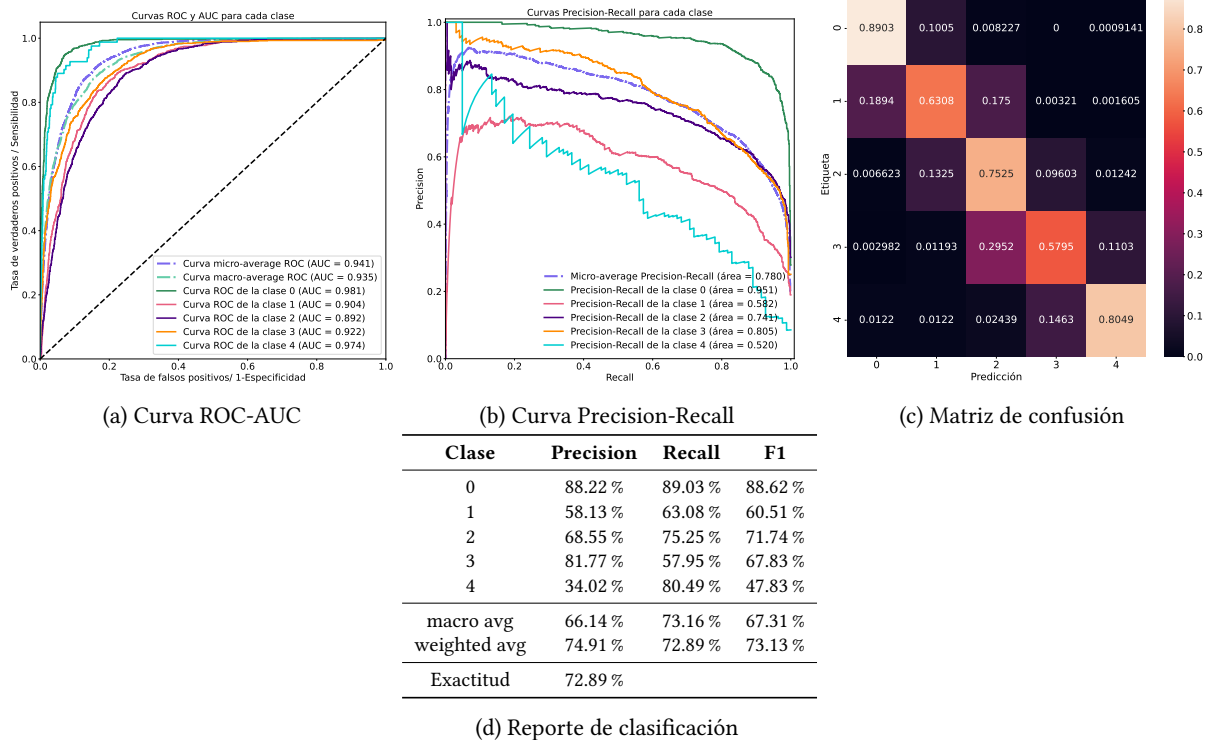 Curvas ROC y AUC para cada clase
Tasa de verdaderos positivos / Sensibilidad
1.0
0.8
0.6
0.4
0.2
0.0
0.0 0.2 0.4 0.6 0.8 1.0
Tasa de falsos positivos/ 1-Especificidad
Curva micro-average ROC (AUC = 0.941)
Curva macro-average ROC (AUC = 0.935)
Curva ROC de la clase 0 (AUC = 0.981)
Curva ROC de la clase 1 (AUC = 0.904)
Curva ROC de la clase 2 (AUC = 0.892)
Curva ROC de la clase 3 (AUC = 0.922)
Curva ROC de la clase 4 (AUC = 0.974)
(a) Curva ROC-AUC
Curvas Precision-Recall para cada clase
Precision
1.0
0.8
0.6
0.4
0.2
0.0
0.0 0.2 0.4 0.6 0.8 1.0
Recall
Micro-average Precision-Recall (área = 0.780)
Precision-Recall de la clase 0 (área = 0.951)
Precision-Recall de la clase 1 (área = 0.582)
Precision-Recall de la clase 2 (área = 0.741)
Precision-Recall de la clase 3 (área = 0.805)
Precision-Recall de la clase 4 (área = 0.520)
(b) Curva Precision-Recall
Etiqueta
0 0.8903 0.1005 0.008227 0 0.0009141
1 0.1894 0.6308 0.175 0.00321 0.001605
2 0.006623 0.1325 0.7525 0.09603 0.01242
3 0.002982 0.01193 0.2952 0.5795 0.1103
4 0.0122 0.0122 0.02439 0.1463 0.8049
0 1 2 3 4
Predicción
0.8
0.7
0.6
0.5
0.4
0.3
0.2
0.1
0.0
(c) Matriz de confusión
Clase Precision Recall F1
0 88.22 % 89.03 % 88.62 %
1 58.13 % 63.08 % 60.51 %
2 68.55 % 75.25 % 71.74 %
3 81.77 % 57.95 % 67.83 %
4 34.02 % 80.49 % 47.83 %
macro avg 66.14 % 73.16 % 67.31 %
weighted avg 74.91 % 72.89 % 73.13 %
Exactitud 72.89 %
(d) Reporte de clasificación